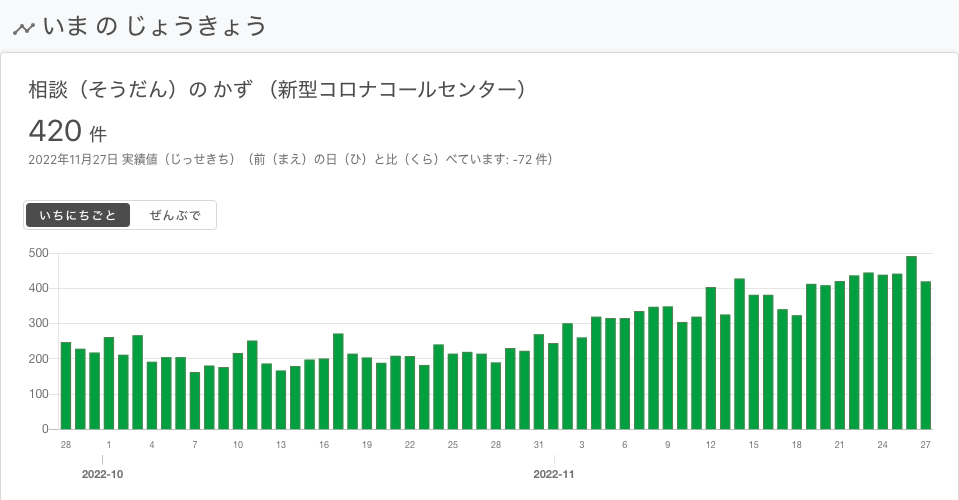 いま の じょうきょう
相談（そうだん）の かず （新型コロナコールセンター）
420 件
2022年11月27日 実績値（じっせきち）（前（まえ）の日（ひ）と比（くら）べています: -72 件）
いちにちごと ぜんぶで
500
400
300
200
100
0
28 1 4 7 10 13 16 19 22 25 28 31 3 6 9 12 15 18 21 24 27
2022-10 2022-11